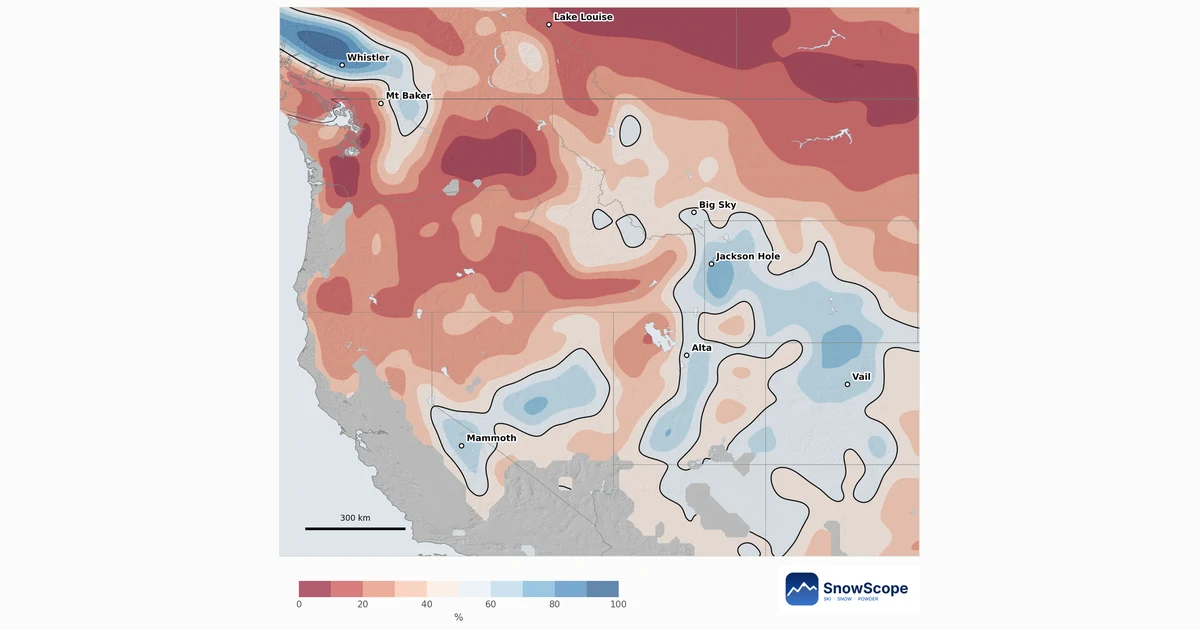 Lake Louise
Whistler
Mt Baker
Big Sky
Jackson Hole
Alta
Vail
Mammoth
300 km
0 20 40 60 80 100
%
SnowScope
SKI · SNOW · POWDER